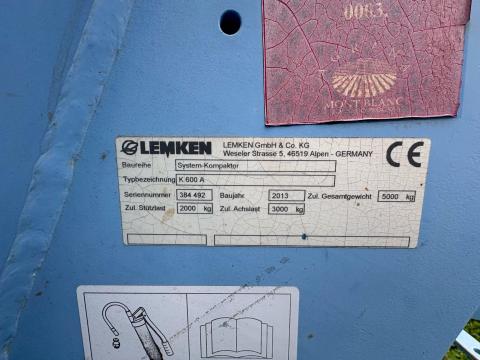 0083.
MONT BLANC
LEMKEN
LEMKEN GmbH & Co. KG
Weseler Strasse 5, 46519 Alpen - GERMANY
CE
Baureihe System-Kompaktor
Typbezeichnung K 600 A
Seriennummer 384 492 Baujahr 2013 Zul. Gesamtgewicht 5000 kg
Zul. Stützlast 2000 kg Zul. Achslast 3000 kg